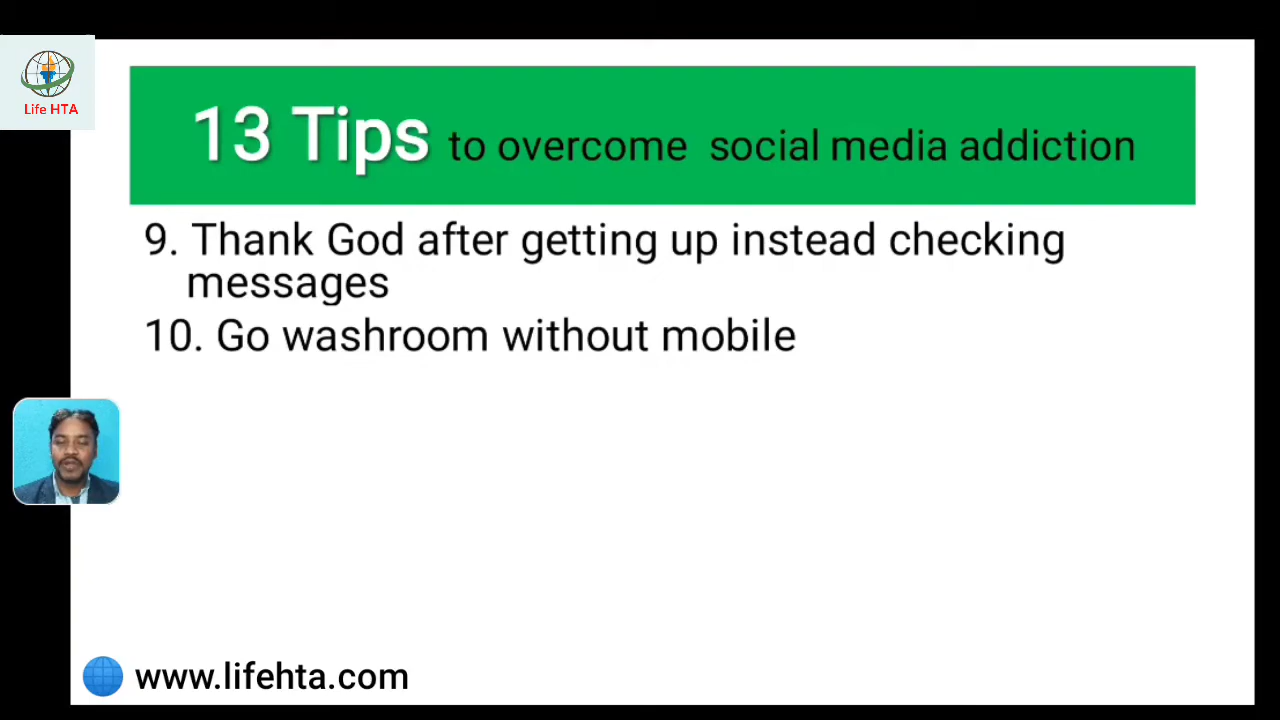 Life HTA
13 Tips to overcome social media addiction
9. Thank God after getting up instead checking
messages
10. Go washroom without mobile
www.lifehta.com